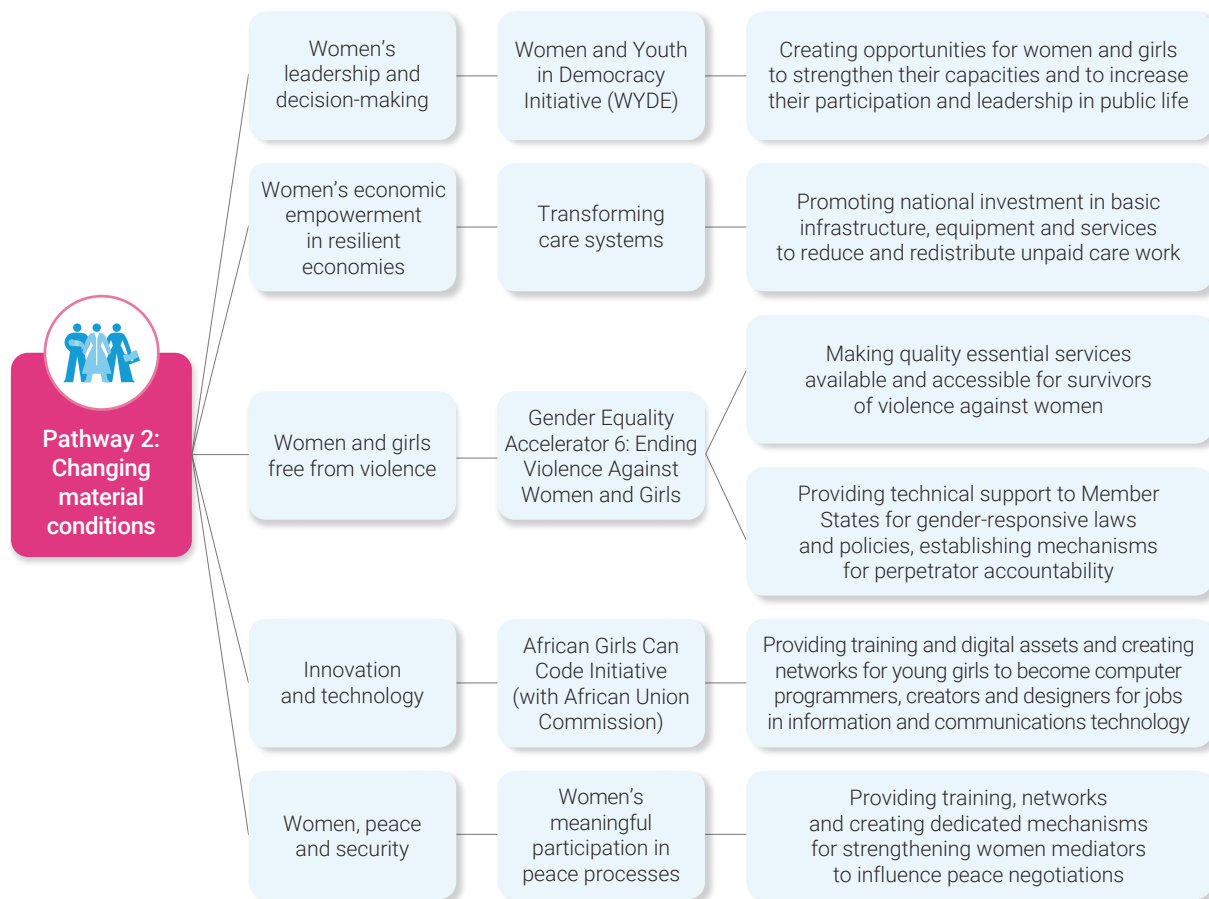 Women's
leadership and
decision-making
Women and Youth
in Democracy
Initiative (WYDE)
Creating opportunities for women and girls
to strengthen their capacities and to increase
their participation and leadership in public life
Women's economic
empowerment
in resilient
economies
Transforming
care systems
Promoting national investment in basic
infrastructure, equipment and services
to reduce and redistribute unpaid care work
Pathway 2:
Changing
material
conditions
Women and girls
free from violence
Gender Equality
Accelerator 6: Ending
Violence Against
Women and Girls
Making quality essential services
available and accessible for survivors
of violence against women
Providing technical support to Member
States for gender-responsive laws
and policies, establishing mechanisms
for perpetrator accountability
Innovation
and technology
African Girls Can
Code Initiative
(with African Union
Commission)
Providing training and digital assets and creating
networks for young girls to become computer
programmers, creators and designers for jobs
in information and communications technology
Women, peace
and security
Women's
meaningful
participation in
peace processes
Providing training, networks
and creating dedicated mechanisms
for strengthening women mediators
to influence peace negotiations